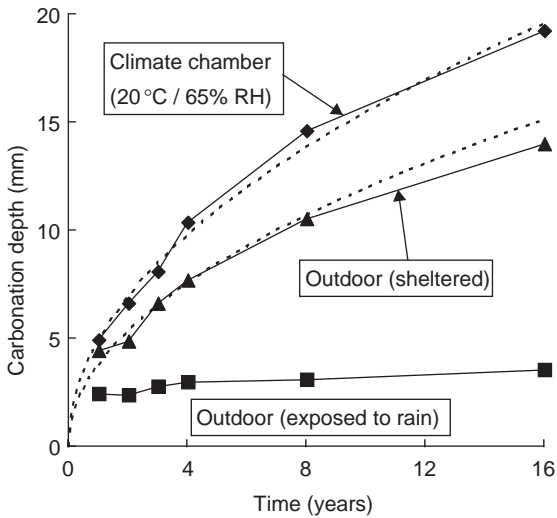 20
15
10
5
0
Carbonation depth (mm)
Climate chamber
(20 °C / 65% RH)
Outdoor (sheltered)
Outdoor (exposed to rain)
0
4
8
12
16
Time (years)